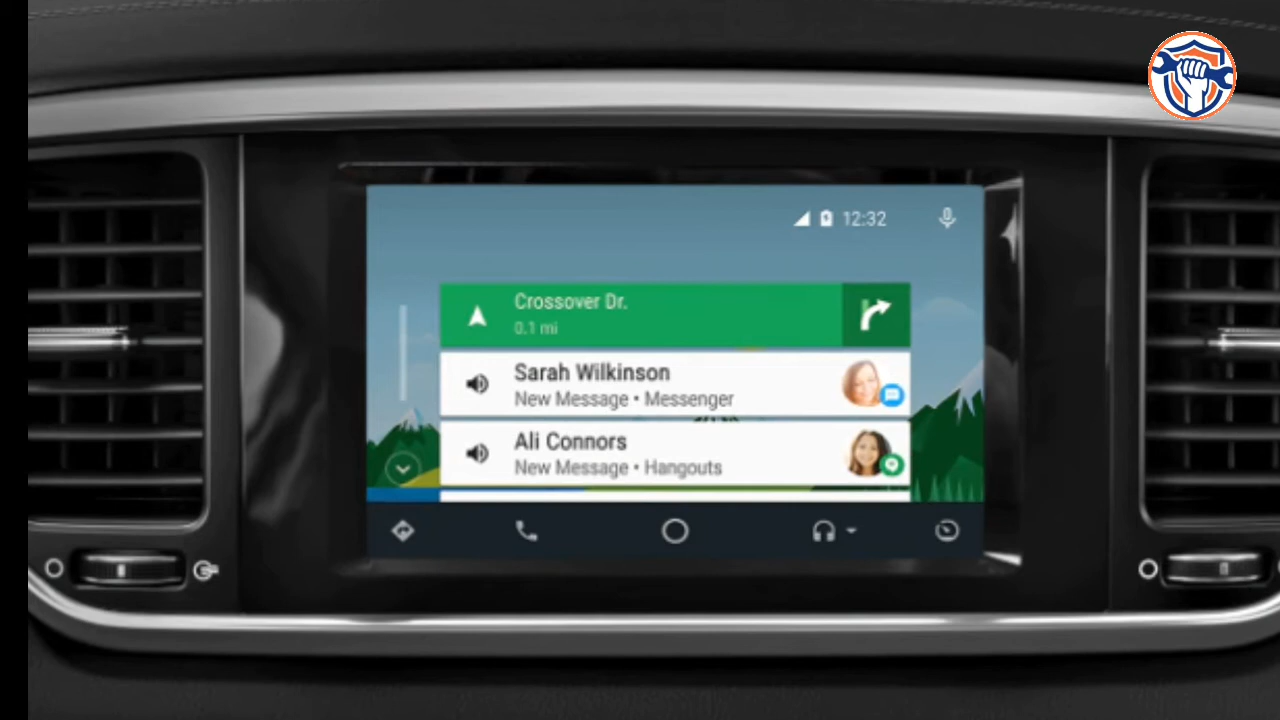 12:32
Crossover Dr.
0.1 mi
Sarah Wilkinson
New Message • Messenger
Ali Connors
New Message • Hangouts